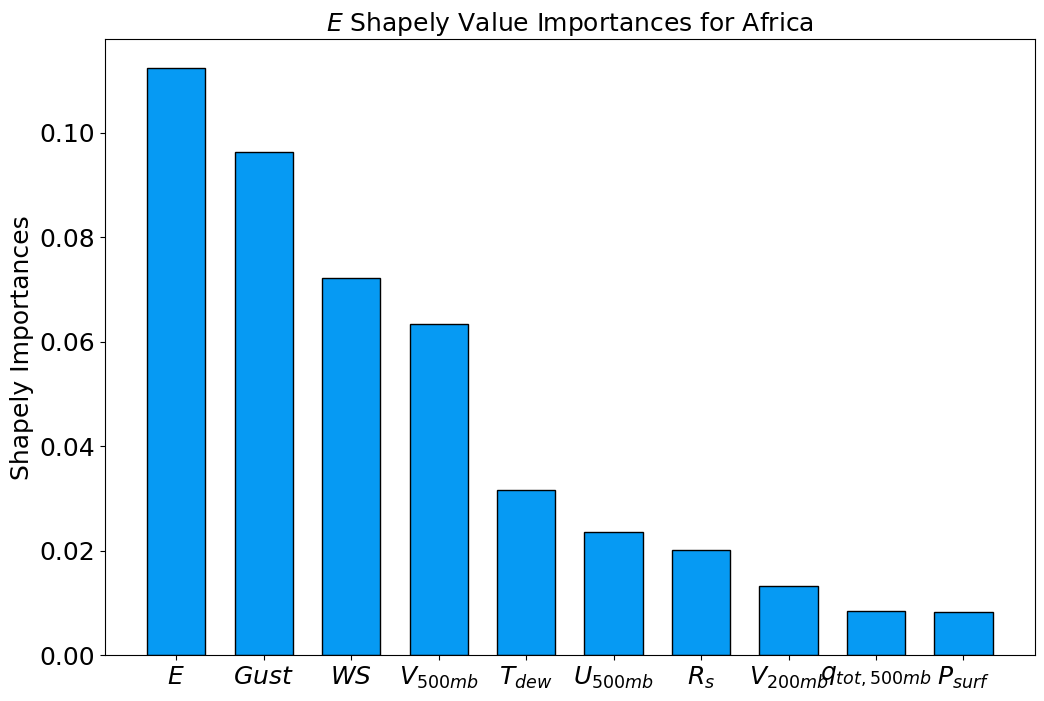 E Shapely Value Importances for Africa
Shapely Importances
0.10
0.08
0.06
0.04
0.02
0.00
E Gust WS V500mb Tdew U500mb Rs V200mb qtot,500mb Psurf